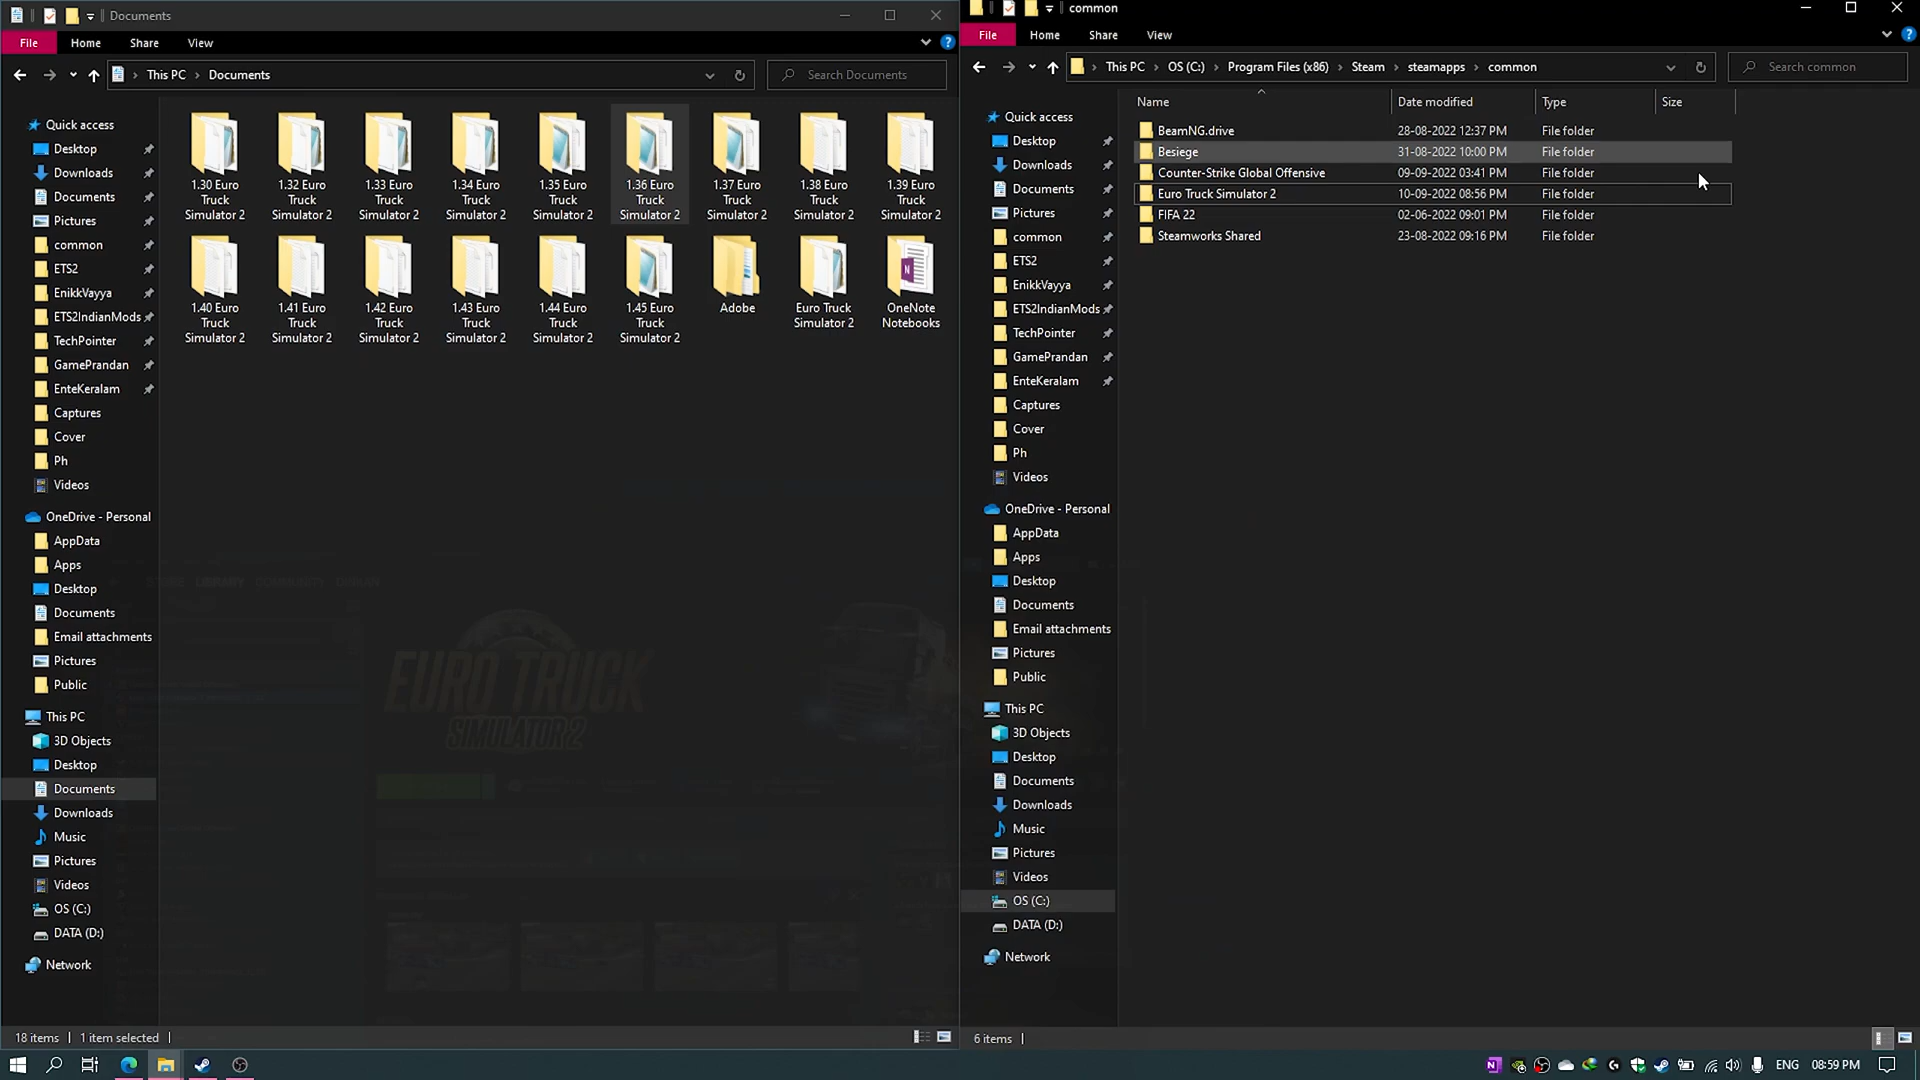 Documents
File Home Share View
This PC > Documents
Search Documents
Quick access
Desktop
Downloads
Documents
Pictures
common
ETS2
EnikkVayya
ETS2IndianMods
TechPointer
GamePrandan
EnteKeralam
Captures
Cover
Ph
Videos
OneDrive - Personal
AppData
Apps
Desktop
Documents
Email attachments
Pictures
Public
This PC
3D Objects
Desktop
Documents
Downloads
Music
Pictures
Videos
OS (C:)
DATA (D:)
Network
1.30 Euro Truck Simulator 2
1.32 Euro Truck Simulator 2
1.33 Euro Truck Simulator 2
1.34 Euro Truck Simulator 2
1.35 Euro Truck Simulator 2
1.36 Euro Truck Simulator 2
1.37 Euro Truck Simulator 2
1.38 Euro Truck Simulator 2
1.39 Euro Truck Simulator 2
1.40 Euro Truck Simulator 2
1.41 Euro Truck Simulator 2
1.42 Euro Truck Simulator 2
1.43 Euro Truck Simulator 2
1.44 Euro Truck Simulator 2
1.45 Euro Truck Simulator 2
Adobe
Euro Truck Simulator 2
OneNote Notebooks
STORE LIBRARY COMMUNITY
EURO TRUCK
SIMULATOR 2
18 items 1 item selected
common
File Home Share View
This PC > OS (C:) > Program Files (x86) > Steam > steamapps > common
Search common
Quick access
Desktop
Downloads
Documents
Pictures
common
ETS2
EnikkVayya
ETS2IndianMods
TechPointer
GamePrandan
EnteKeralam
Captures
Cover
Ph
Videos
OneDrive - Personal
AppData
Apps
Desktop
Documents
Email attachments
Pictures
Public
This PC
3D Objects
Desktop
Documents
Downloads
Music
Pictures
Videos
OS (C:)
DATA (D:)
Network
Name Date modified Type Size
BeamNG.drive 28-08-2022 12:37 PM File folder
Besiege 31-08-2022 10:00 PM File folder
Counter-Strike Global Offensive 09-09-2022 03:41 PM File folder
Euro Truck Simulator 2 10-09-2022 08:56 PM File folder
FIFA 22 02-06-2022 09:01 PM File folder
Steamworks Shared 23-08-2022 09:16 PM File folder
6 items
ENG 08:59 PM